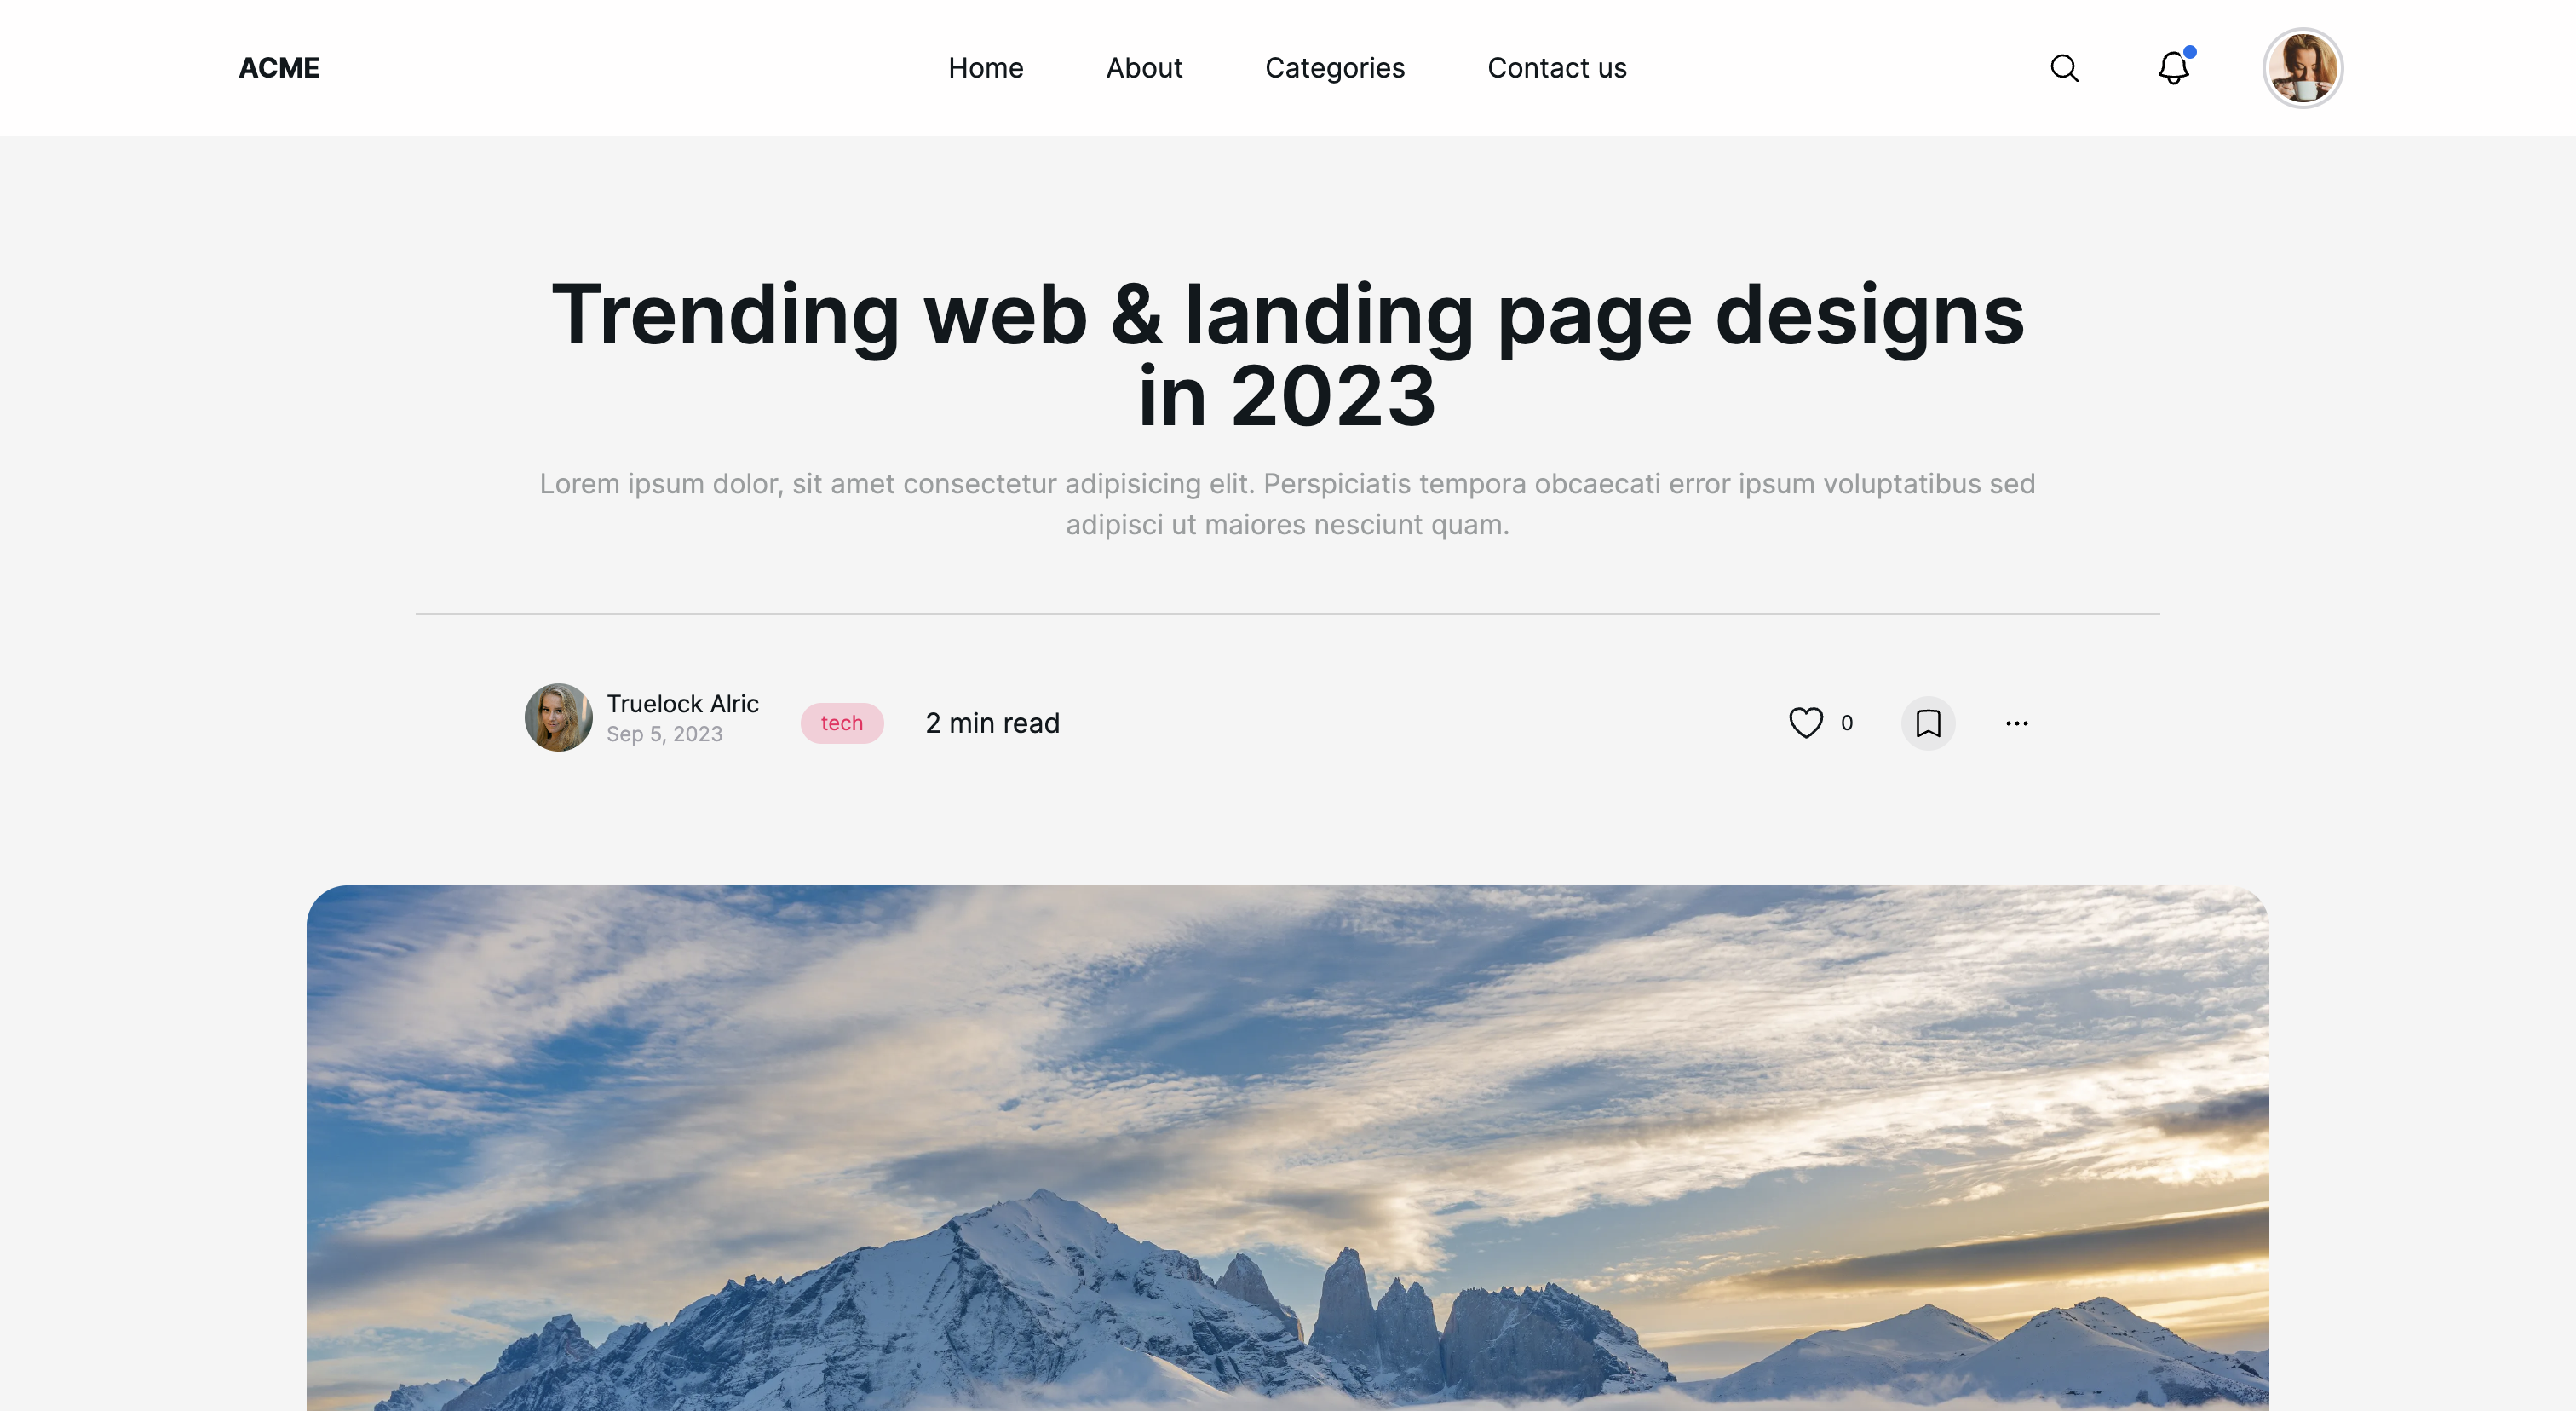 ACME
Home
About
Categories
Contact us
Trending web & landing page designs
in 2023
Lorem ipsum dolor, sit amet consectetur adipisicing elit. Perspiciatis tempora obcaecati error ipsum voluptatibus sed
adipisci ut maiores nesciunt quam.
Truelock Alric
Sep 5, 2023
tech
2 min read
0